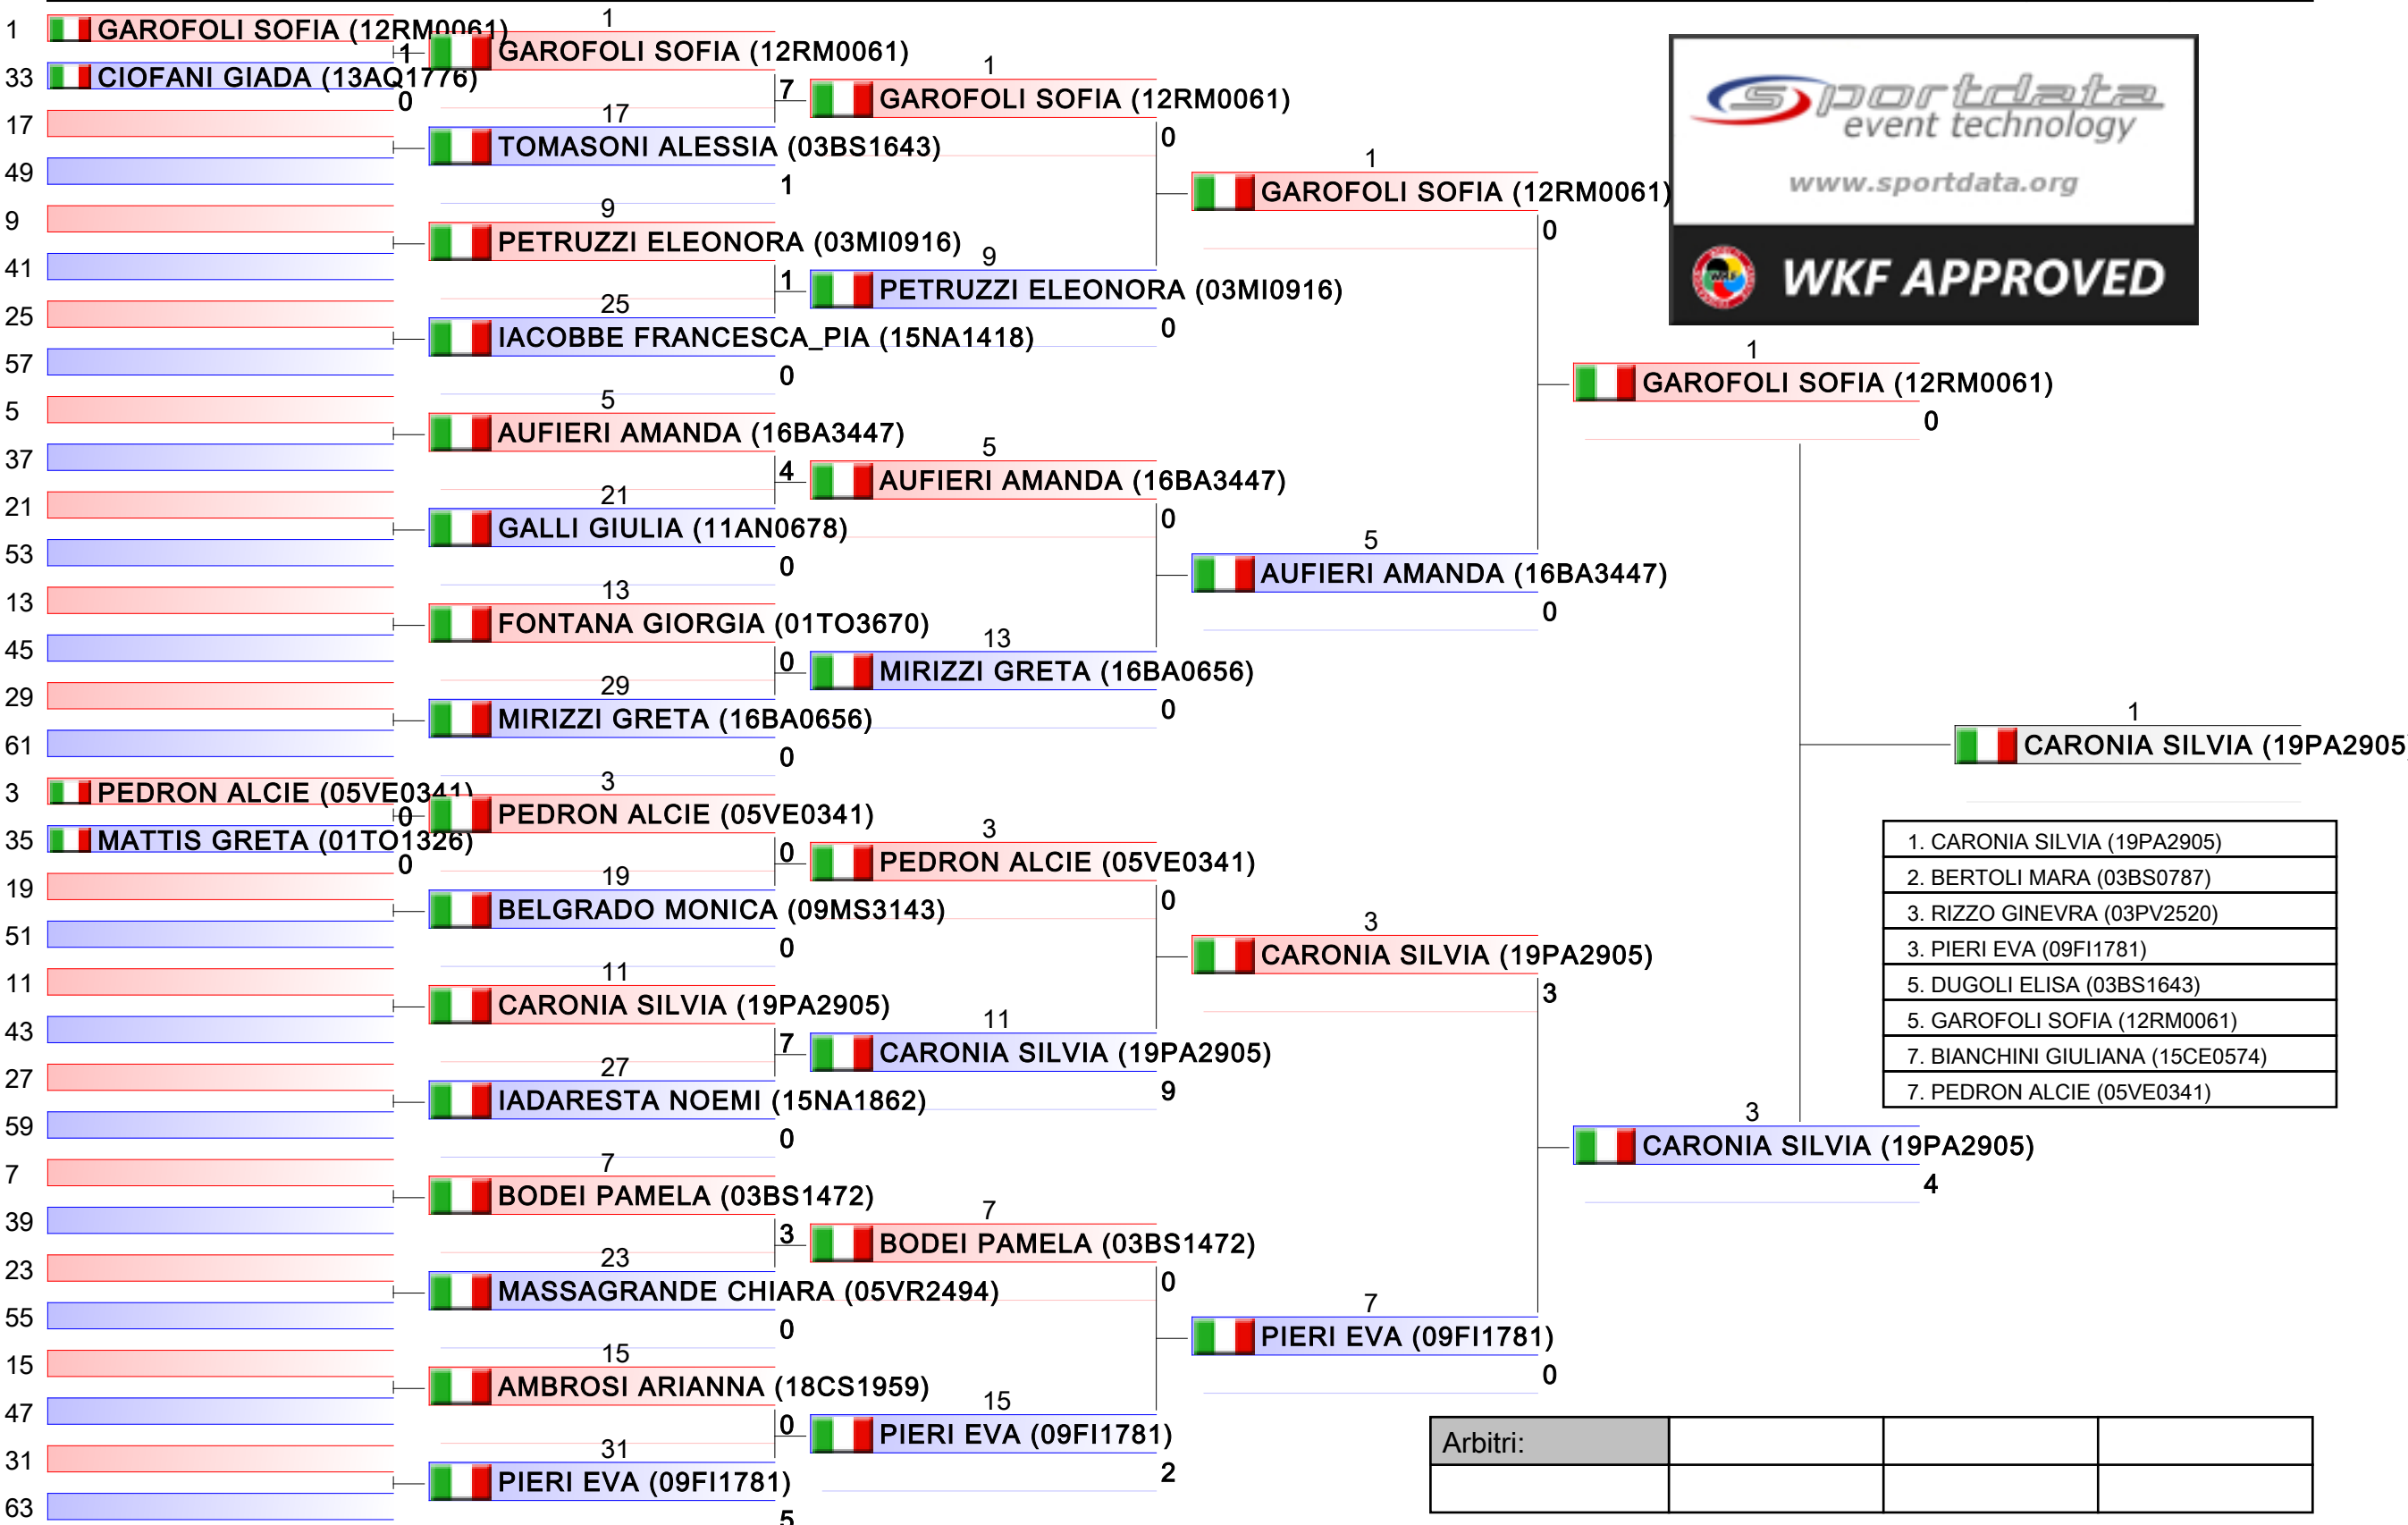 1 GAROFOLI SOFIA (12RM0061)
1
33 CIOFANI GIADA (13AQ1776)
0
17
49
9
41
25
57
5
37
21
53
13
45
29
61
3 PEDRON ALCIE (05VE0341)
0
35 MATTIS GRETA (01TO1326)
0
19
51
11
43
27
59
7
39
23
55
15
47
31
63
1
GAROFOLI SOFIA (12RM0061)
7
17
TOMASONI ALESSIA (03BS1643)
1
9
PETRUZZI ELEONORA (03MI0916)
1
25
IACOBBE FRANCESCA_PIA (15NA1418)
0
5
AUFIERI AMANDA (16BA3447)
4
21
GALLI GIULIA (11AN0678)
0
13
FONTANA GIORGIA (01TO3670)
0
29
MIRIZZI GRETA (16BA0656)
0
3
PEDRON ALCIE (05VE0341)
0
19
BELGRADO MONICA (09MS3143)
0
11
CARONIA SILVIA (19PA2905)
7
27
IADARESTA NOEMI (15NA1862)
0
7
BODEI PAMELA (03BS1472)
3
23
MASSAGRANDE CHIARA (05VR2494)
0
15
AMBROSI ARIANNA (18CS1959)
0
31
PIERI EVA (09FI1781)
5
1
GAROFOLI SOFIA (12RM0061)
0
9
PETRUZZI ELEONORA (03MI0916)
0
5
AUFIERI AMANDA (16BA3447)
0
13
MIRIZZI GRETA (16BA0656)
0
3
PEDRON ALCIE (05VE0341)
0
11
CARONIA SILVIA (19PA2905)
9
7
BODEI PAMELA (03BS1472)
0
15
PIERI EVA (09FI1781)
2
1
GAROFOLI SOFIA (12RM0061)
0
5
AUFIERI AMANDA (16BA3447)
0
3
CARONIA SILVIA (19PA2905)
3
7
PIERI EVA (09FI1781)
0
1
GAROFOLI SOFIA (12RM0061)
0
3
CARONIA SILVIA (19PA2905)
4
1
CARONIA SILVIA (19PA2905
sportdata
event technology
www.sportdata.org
WKF APPROVED
1. CARONIA SILVIA (19PA2905)
2. BERTOLI MARA (03BS0787)
3. RIZZO GINEVRA (03PV2520)
3. PIERI EVA (09FI1781)
5. DUGOLI ELISA (03BS1643)
5. GAROFOLI SOFIA (12RM0061)
7. BIANCHINI GIULIANA (15CE0574)
7. PEDRON ALCIE (05VE0341)
Arbitri: